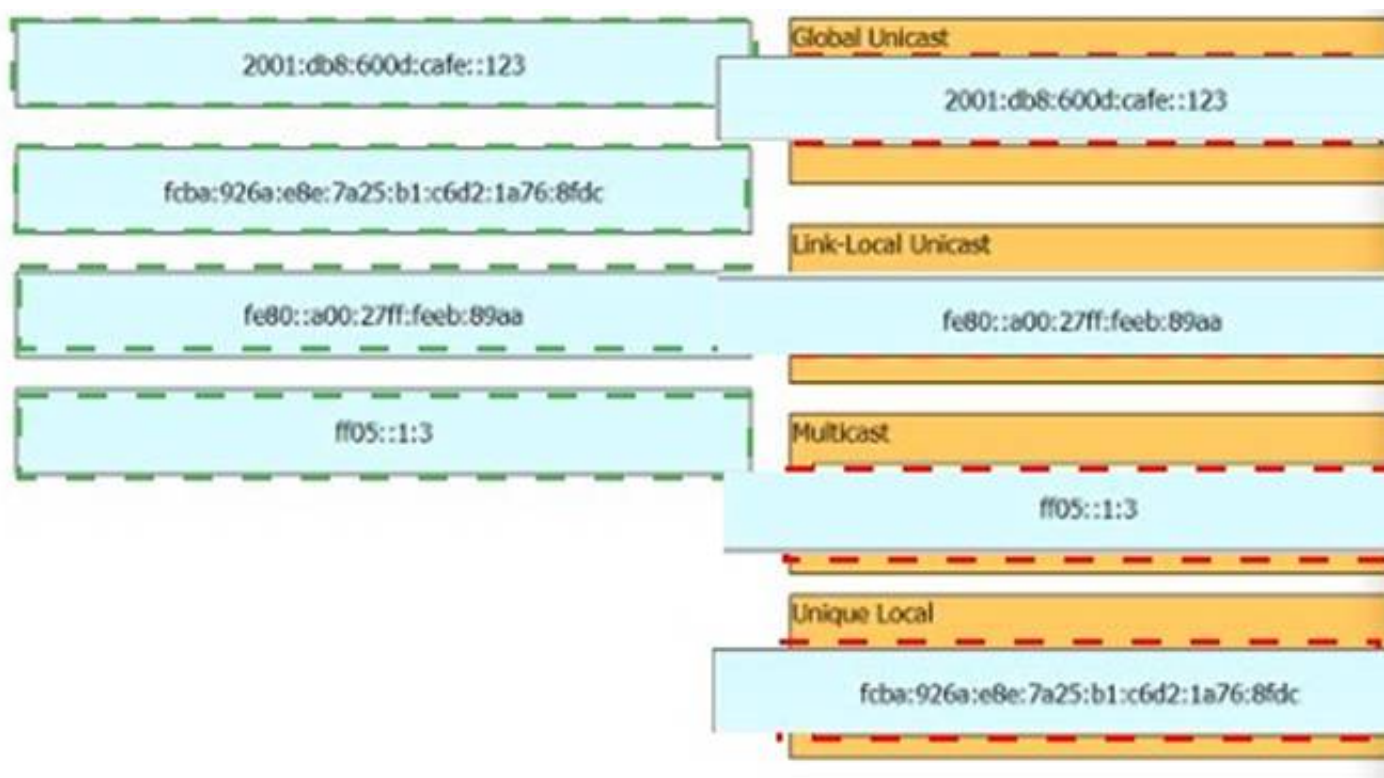 2001:db8:600d:cafe::123
fcba:926a:e8e:7a25:b1:c6d2:1a76:8fdc
fe80::a00:27ff:feeb:89aa
ff05::1:3
Global Unicast
2001:db8:600d:cafe::123
Link-Local Unicast
fe80::a00:27ff:feeb:89aa
Multicast
ff05::1:3
Unique Local
fcba:926a:e8e:7a25:b1:c6d2:1a76:8fdc